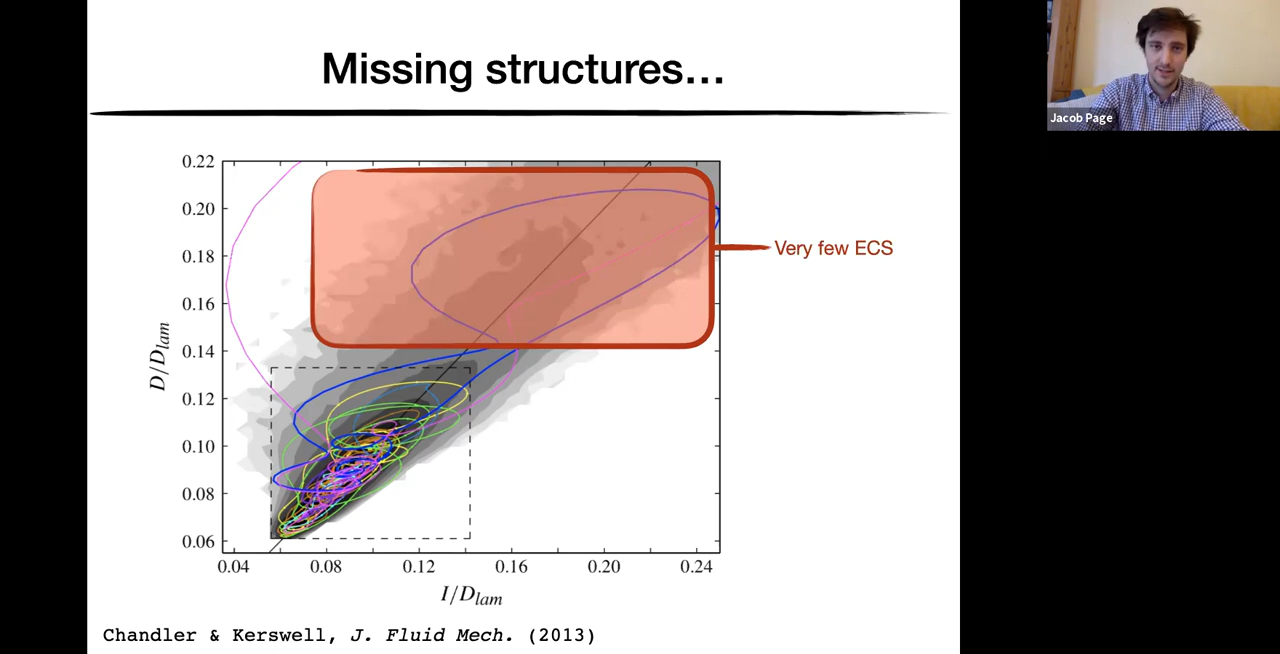 Missing structures...
Jacob Page
0.22
0.20
0.18
0.16
0.14
0.12
0.10
0.08
0.06
D/Dlam
Very few ECS
0.04 0.08 0.12 0.16 0.20 0.24
I/Dlam
Chandler & Kerswell, J. Fluid Mech. (2013)